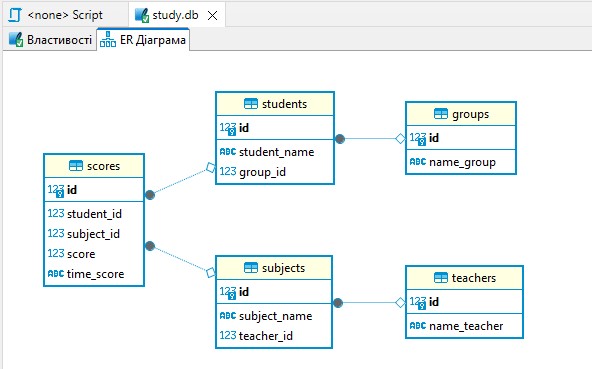 <none> Script
study.db
Властивості
ER Діаграма
students
123 id
ABC student_name
123 group_id
groups
123 id
ABC name_group
scores
123 id
123 student_id
123 subject_id
123 score
ABC time_score
subjects
123 id
ABC subject_name
123 teacher_id
teachers
123 id
ABC name_teacher